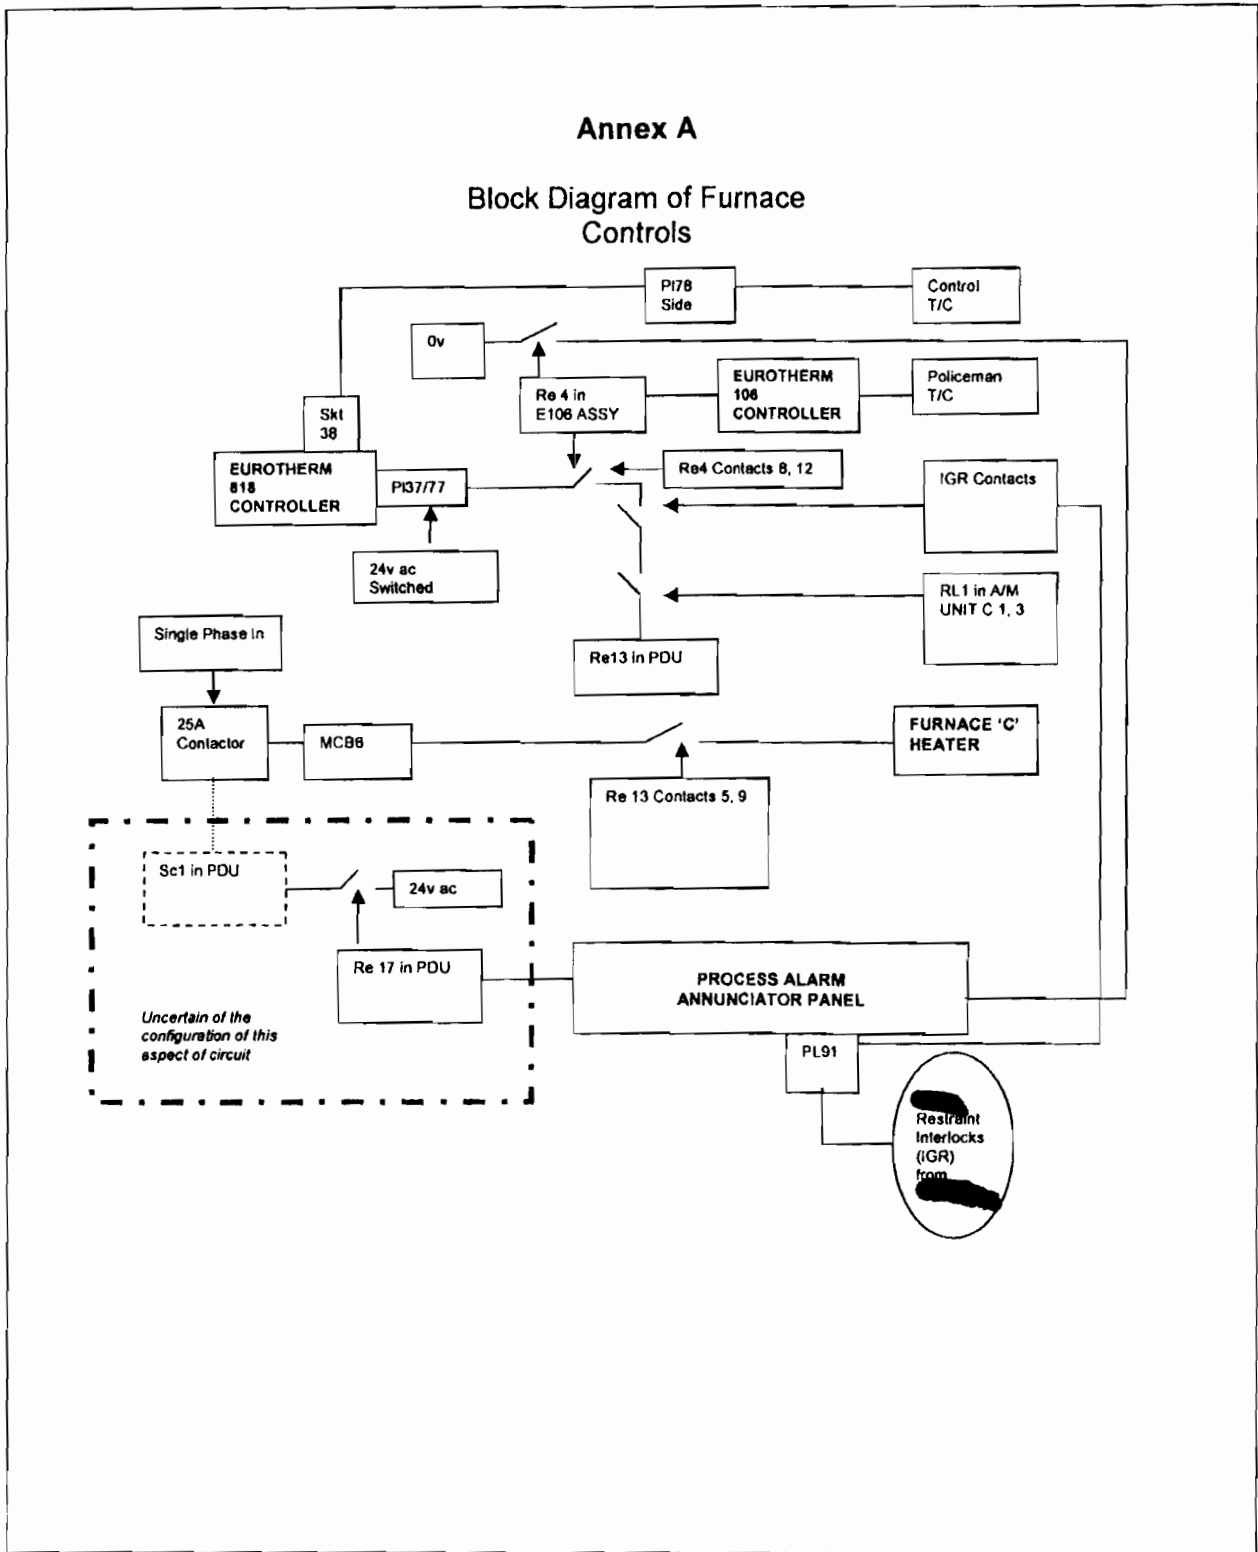 Annex A
Block Diagram of Furnace
Controls
Pl78
Side
Control
T/C
0v
Re 4 in
E106 ASSY
EUROTHERM
106
CONTROLLER
Policeman
T/C
Skt
38
EUROTHERM
818
CONTROLLER
Pl37/77
Re4 Contacts 8, 12
IGR Contacts
24v ac
Switched
RL1 in A/M
UNIT C 1, 3
Single Phase In
Re13 in PDU
25A
Contactor
MCB6
FURNACE 'C'
HEATER
Re 13 Contacts 5, 9
Sc1 in PDU
24v ac
Re 17 in PDU
PROCESS ALARM
ANNUNCIATOR PANEL
Uncertain of the
configuration of this
aspect of circuit
PL91
Restraint
Interlocks
(IGR)
from